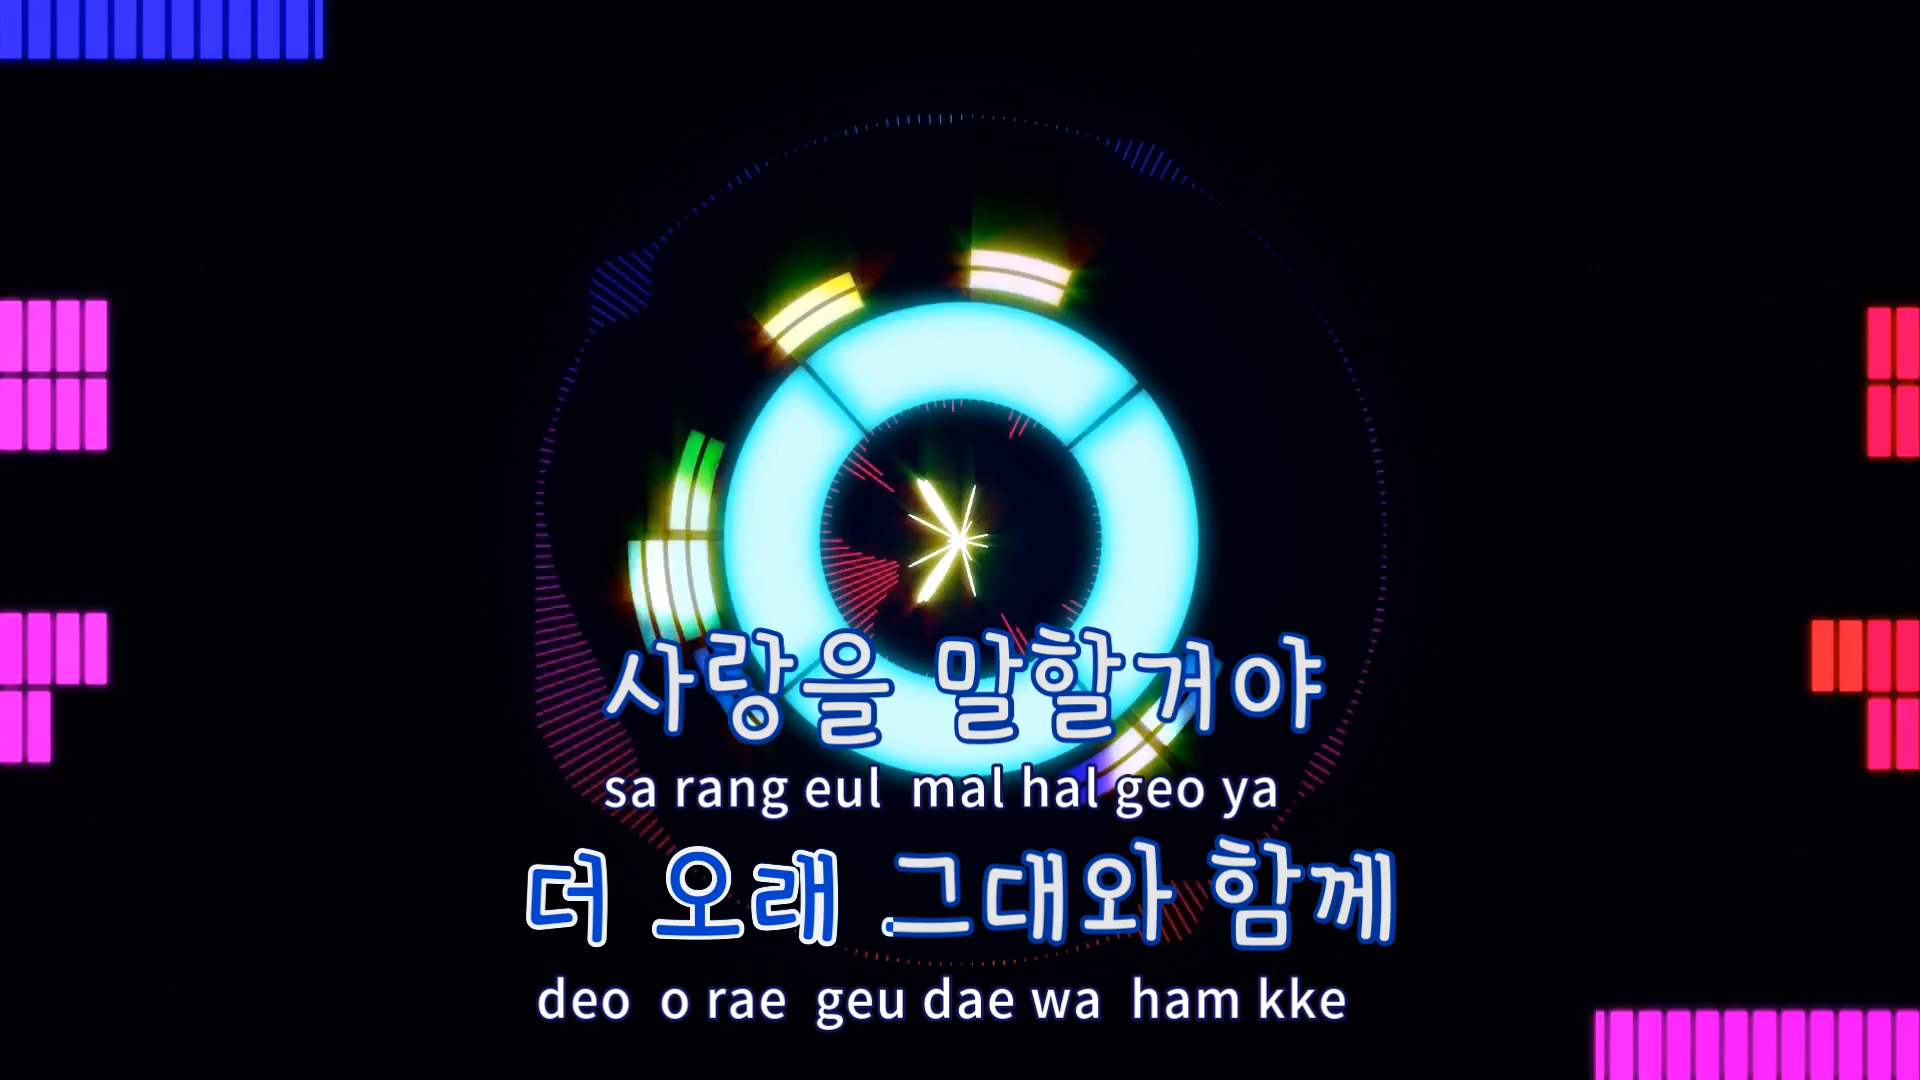 사랑을 말할겨야
sa rang eul mal hal geo ya
더 오래 그대와 함께
deo o rae geu dae wa ham kke